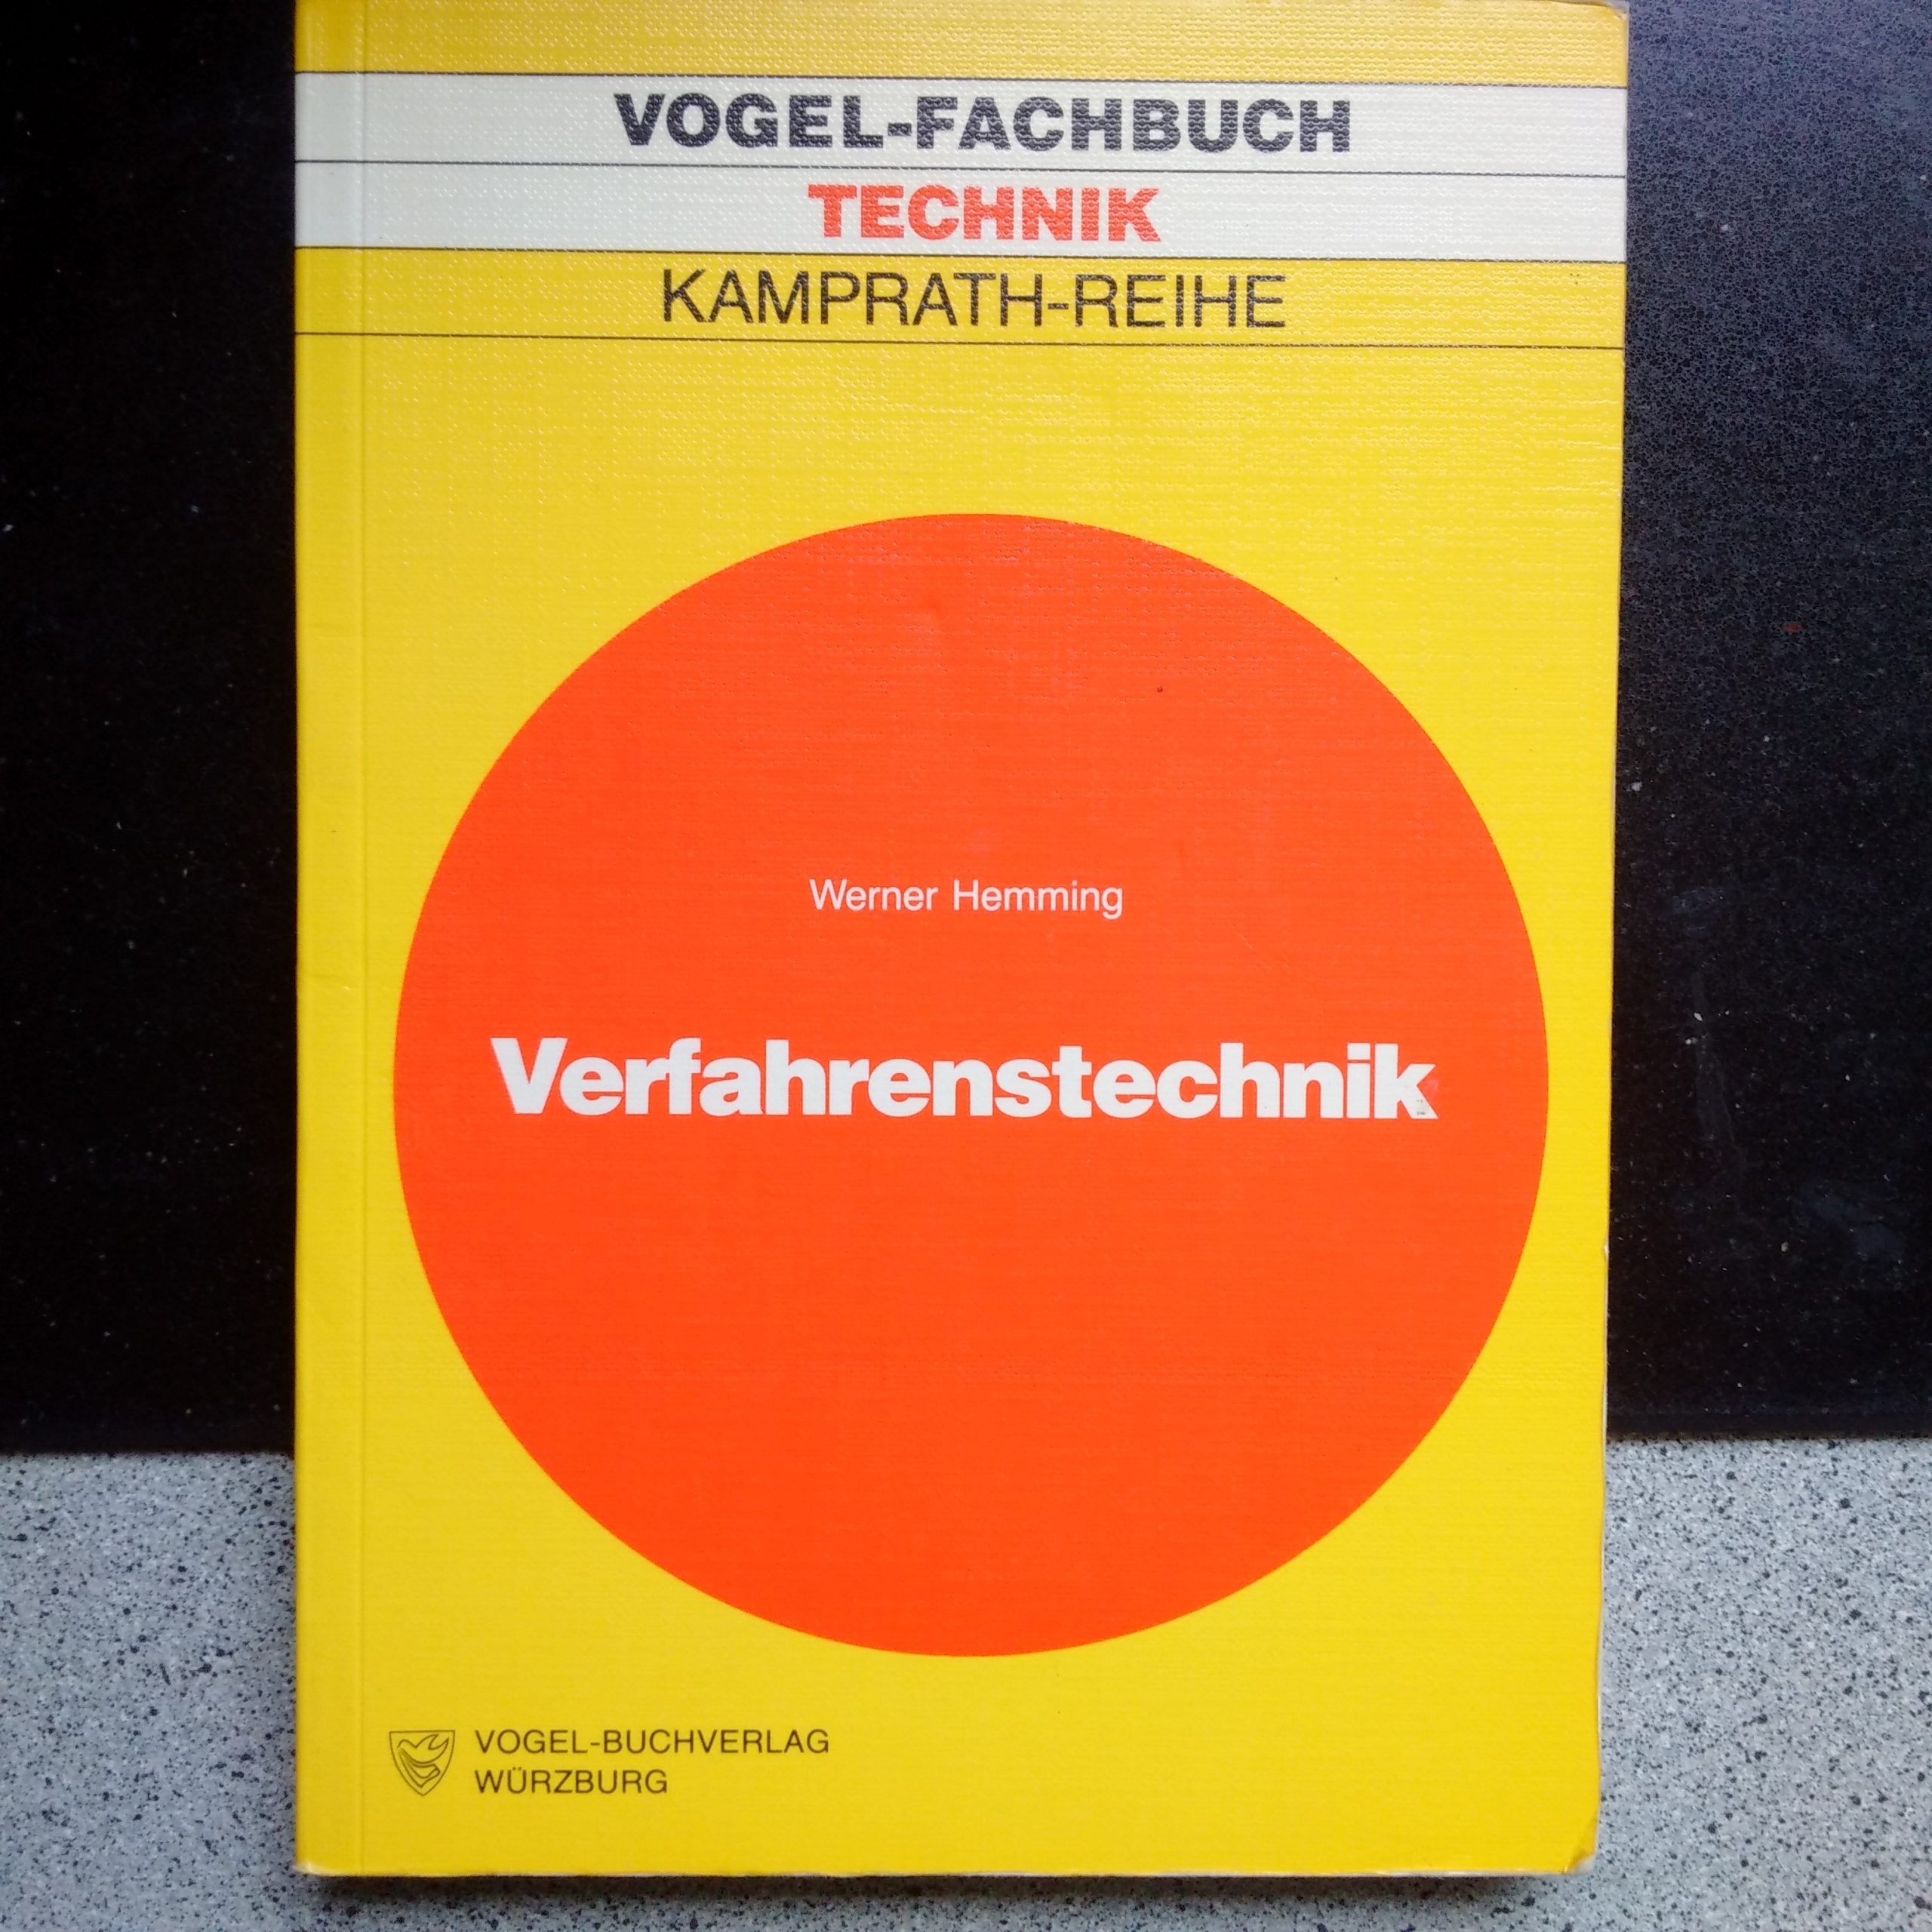 VOGEL-FACHBUCH
TECHNIK
KAMPRATH-REIHE
Werner Hemming
Verfahrenstechnik
VOGEL-BUCHVERLAG
WÜRZBURG